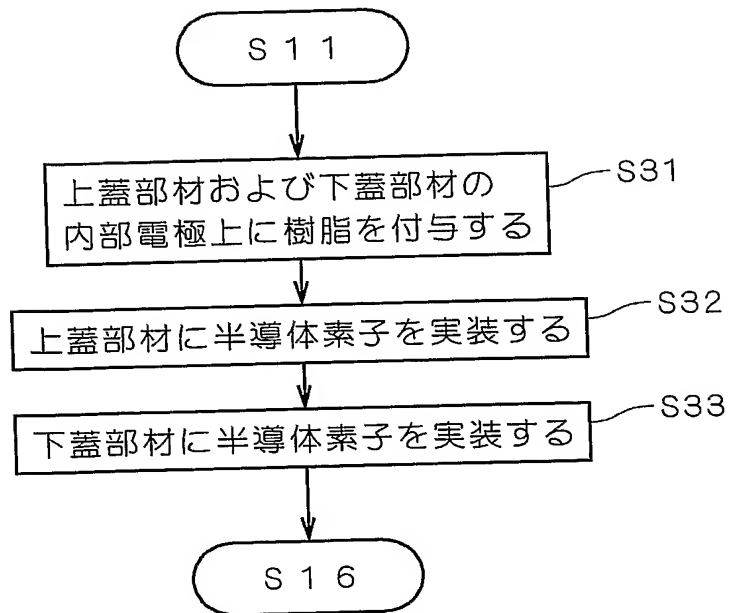 S11
上蓋部材および下蓋部材の
内部電極上に樹脂を付与する
S31
上蓋部材に半導体素子を実装する
S32
下蓋部材に半導体素子を実装する
S33
S16